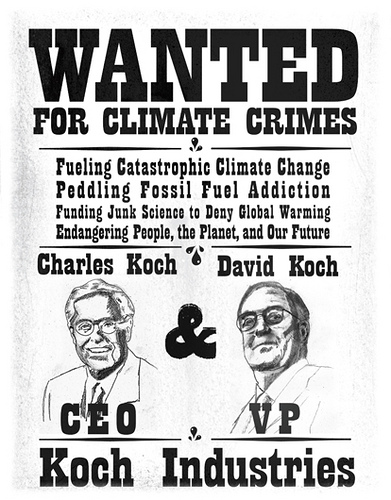 WANTED
FOR CLIMATE CRIMES
Fueling Catastrophic Climate Change
Peddling Fossil Fuel Addiction
Funding Junk Science to Deny Global Warming
Endangering People, the Planet, and Our Future
Charles Koch
David Koch
&
CEO
VP
Koch Industries